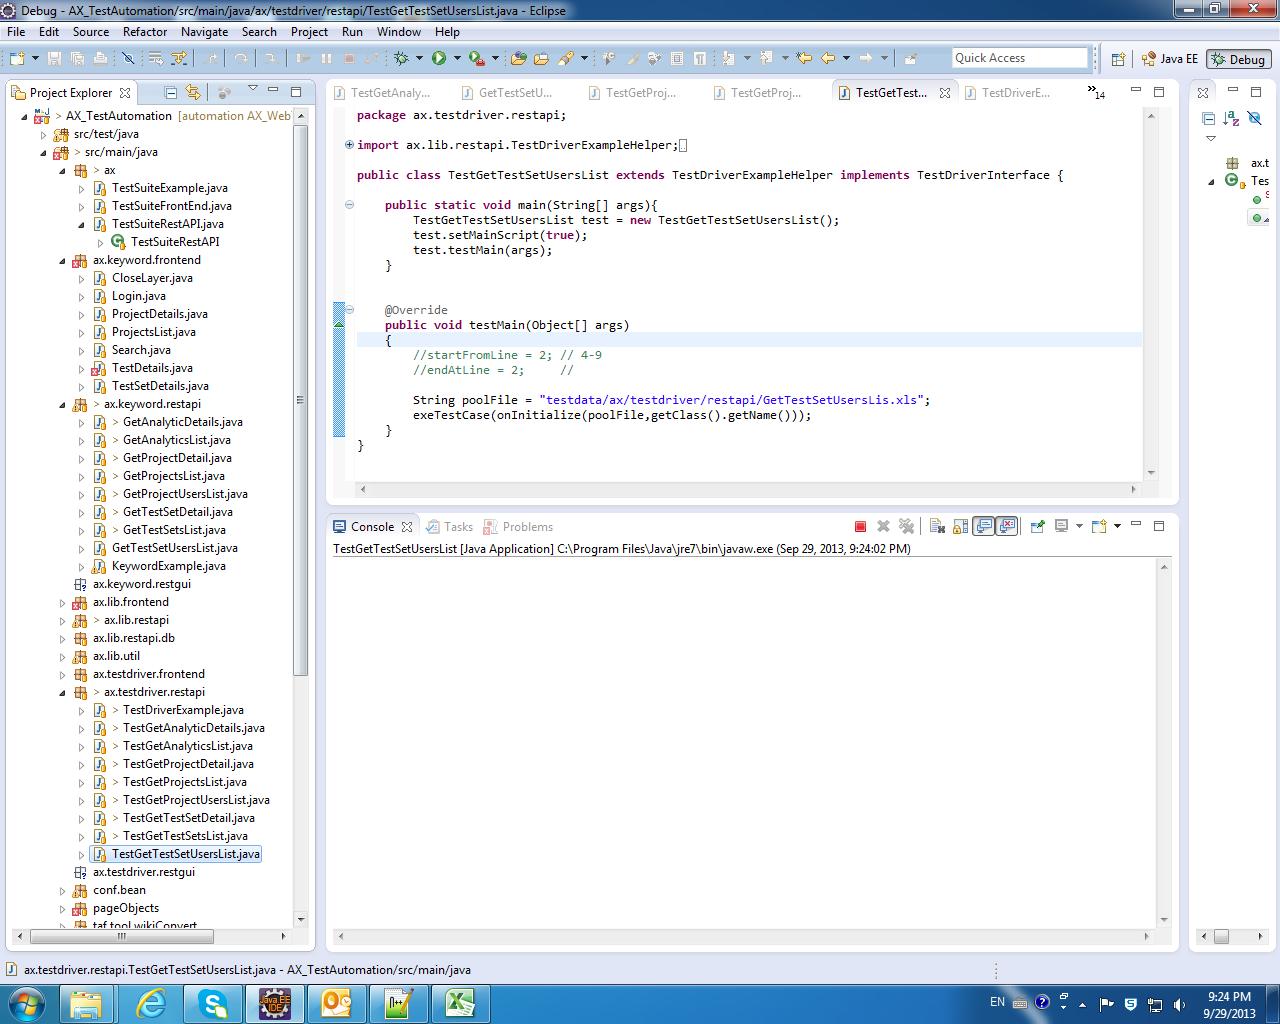 Debug - AX_TestAutomation/src/main/java/ax/testdriver/restapi/TestGetTestSetUsersList.java - Eclipse
File Edit Source Refactor Navigate Search Project Run Window Help
Quick Access
Java EE
Debug
Project Explorer
> AX_TestAutomation [automation AX_Web
src/test/java
> src/main/java
> ax
TestSuiteExample.java
TestSuiteFrontEnd.java
TestSuiteRestAPI.java
TestSuiteRestAPI
ax.keyword.frontend
CloseLayer.java
Login.java
ProjectDetails.java
ProjectsList.java
Search.java
TestDetails.java
TestSetDetails.java
> ax.keyword.restapi
> GetAnalyticDetails.java
> GetAnalyticsList.java
> GetProjectDetail.java
> GetProjectsList.java
> GetProjectUsersList.java
> GetTestSetDetail.java
> GetTestSetsList.java
GetTestSetUsersList.java
> KeywordExample.java
ax.keyword.restgui
ax.lib.frontend
> ax.lib.restapi
ax.lib.restapi.db
ax.lib.util
ax.testdriver.frontend
> ax.testdriver.restapi
> TestDriverExample.java
> TestGetAnalyticDetails.java
> TestGetAnalyticsList.java
> TestGetProjectDetail.java
> TestGetProjectsList.java
> TestGetProjectUsersList.java
> TestGetTestSetDetail.java
> TestGetTestSetsList.java
TestGetTestSetUsersList.java
ax.testdriver.restgui
conf.bean
pageObjects
taf.tool.wikiConvert
TestGetAnaly... GetTestSetU... TestGetProj... TestGetProj... TestGetTest... TestDriverE... »14
package ax.testdriver.restapi;
import ax.lib.restapi.TestDriverExampleHelper;
public class TestGetTestSetUsersList extends TestDriverExampleHelper implements TestDriverInterface {
public static void main(String[] args){
TestGetTestSetUsersList test = new TestGetTestSetUsersList();
test.setMainScript(true);
test.testMain(args);
}
@Override
public void testMain(Object[] args)
{
//startFromLine = 2; // 4-9
//endAtLine = 2; //
String poolFile = "testdata/ax/testdriver/restapi/GetTestSetUsersLis.xls";
exeTestCase(onInitialize(poolFile,getClass().getName()));
}
}
ax.t
Tes
Console Tasks Problems
TestGetTestSetUsersList [Java Application] C:\Program Files\Java\jre7\bin\javaw.exe (Sep 29, 2013, 9:24:02 PM)
ax.testdriver.restapi.TestGetTestSetUsersList.java - AX_TestAutomation/src/main/java
Java EE
IDE
EN
9:24 PM
9/29/2013